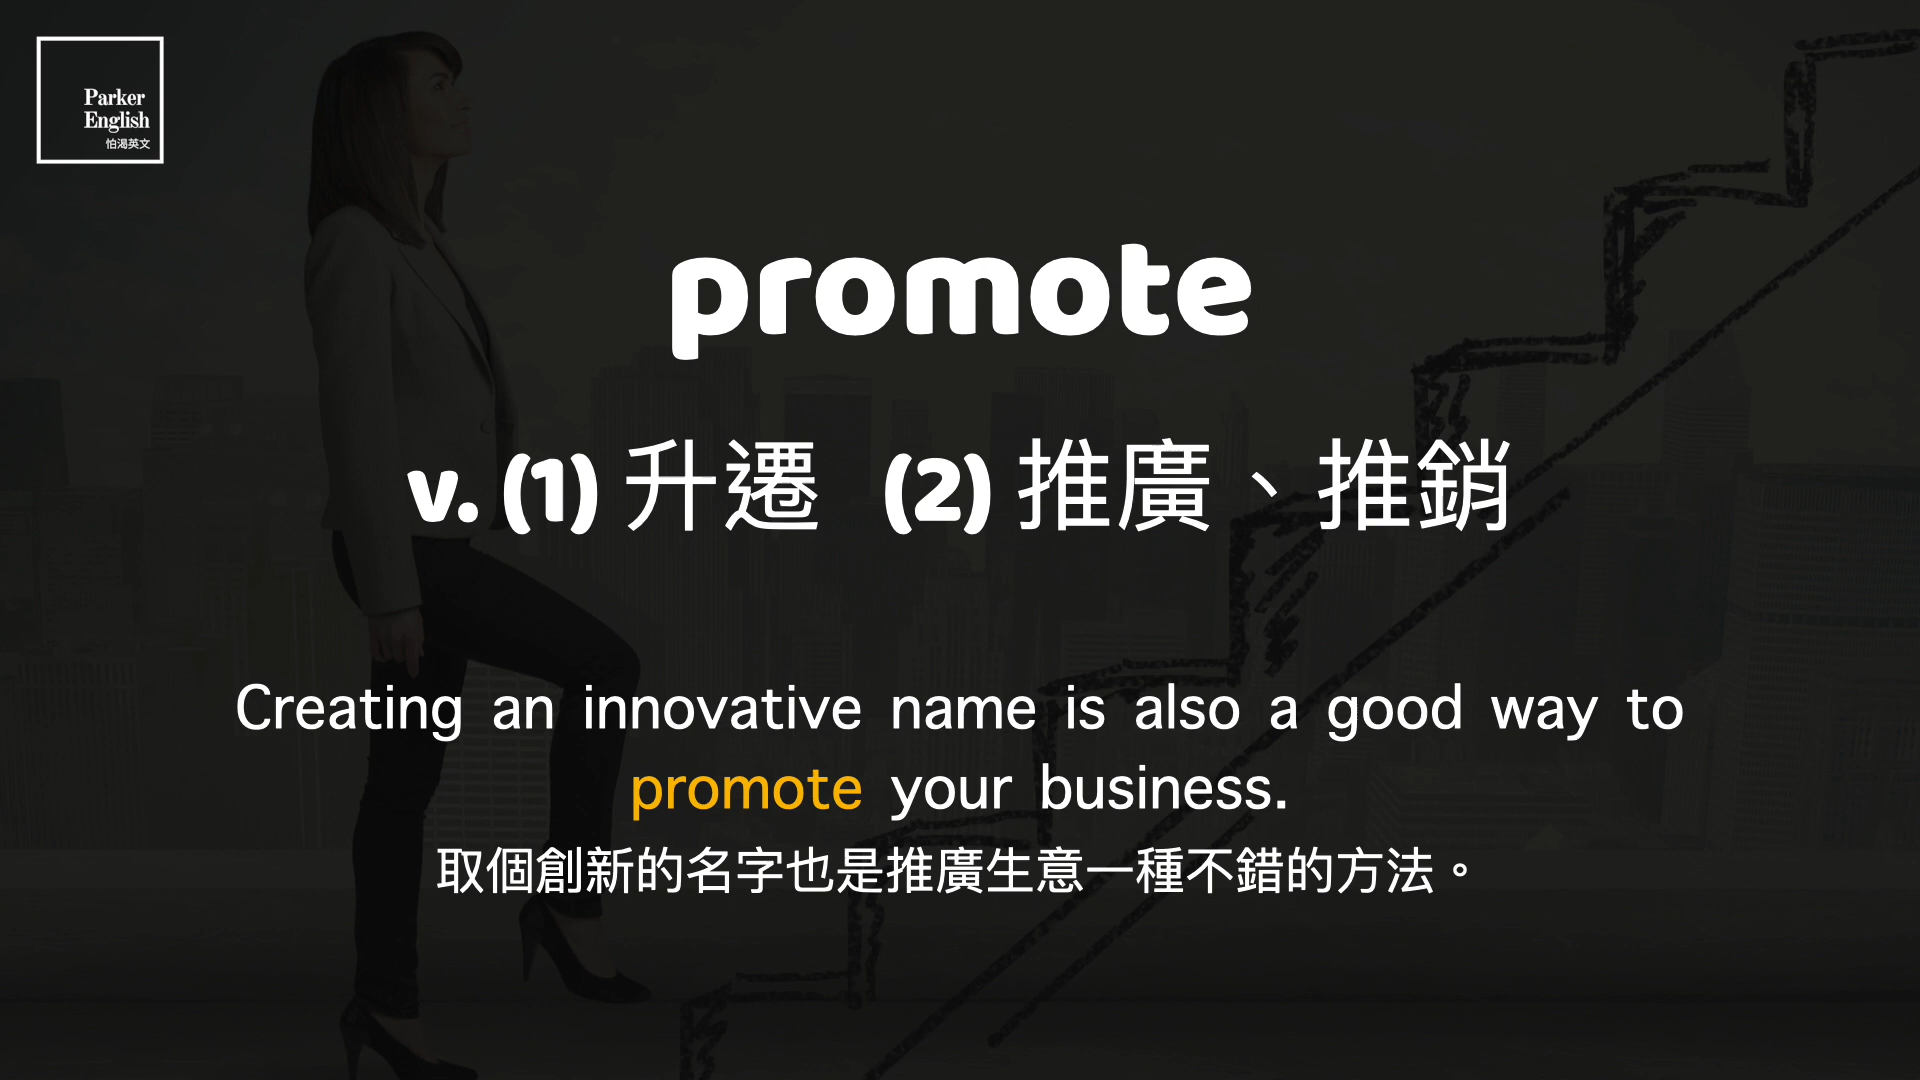 Parker
English
怕渴英文
promote
v. (1) 升遷 (2) 推廣、推銷
Creating an innovative name is also a good way to
promote your business.
取個創新的名字也是推廣生意一種不錯的方法。